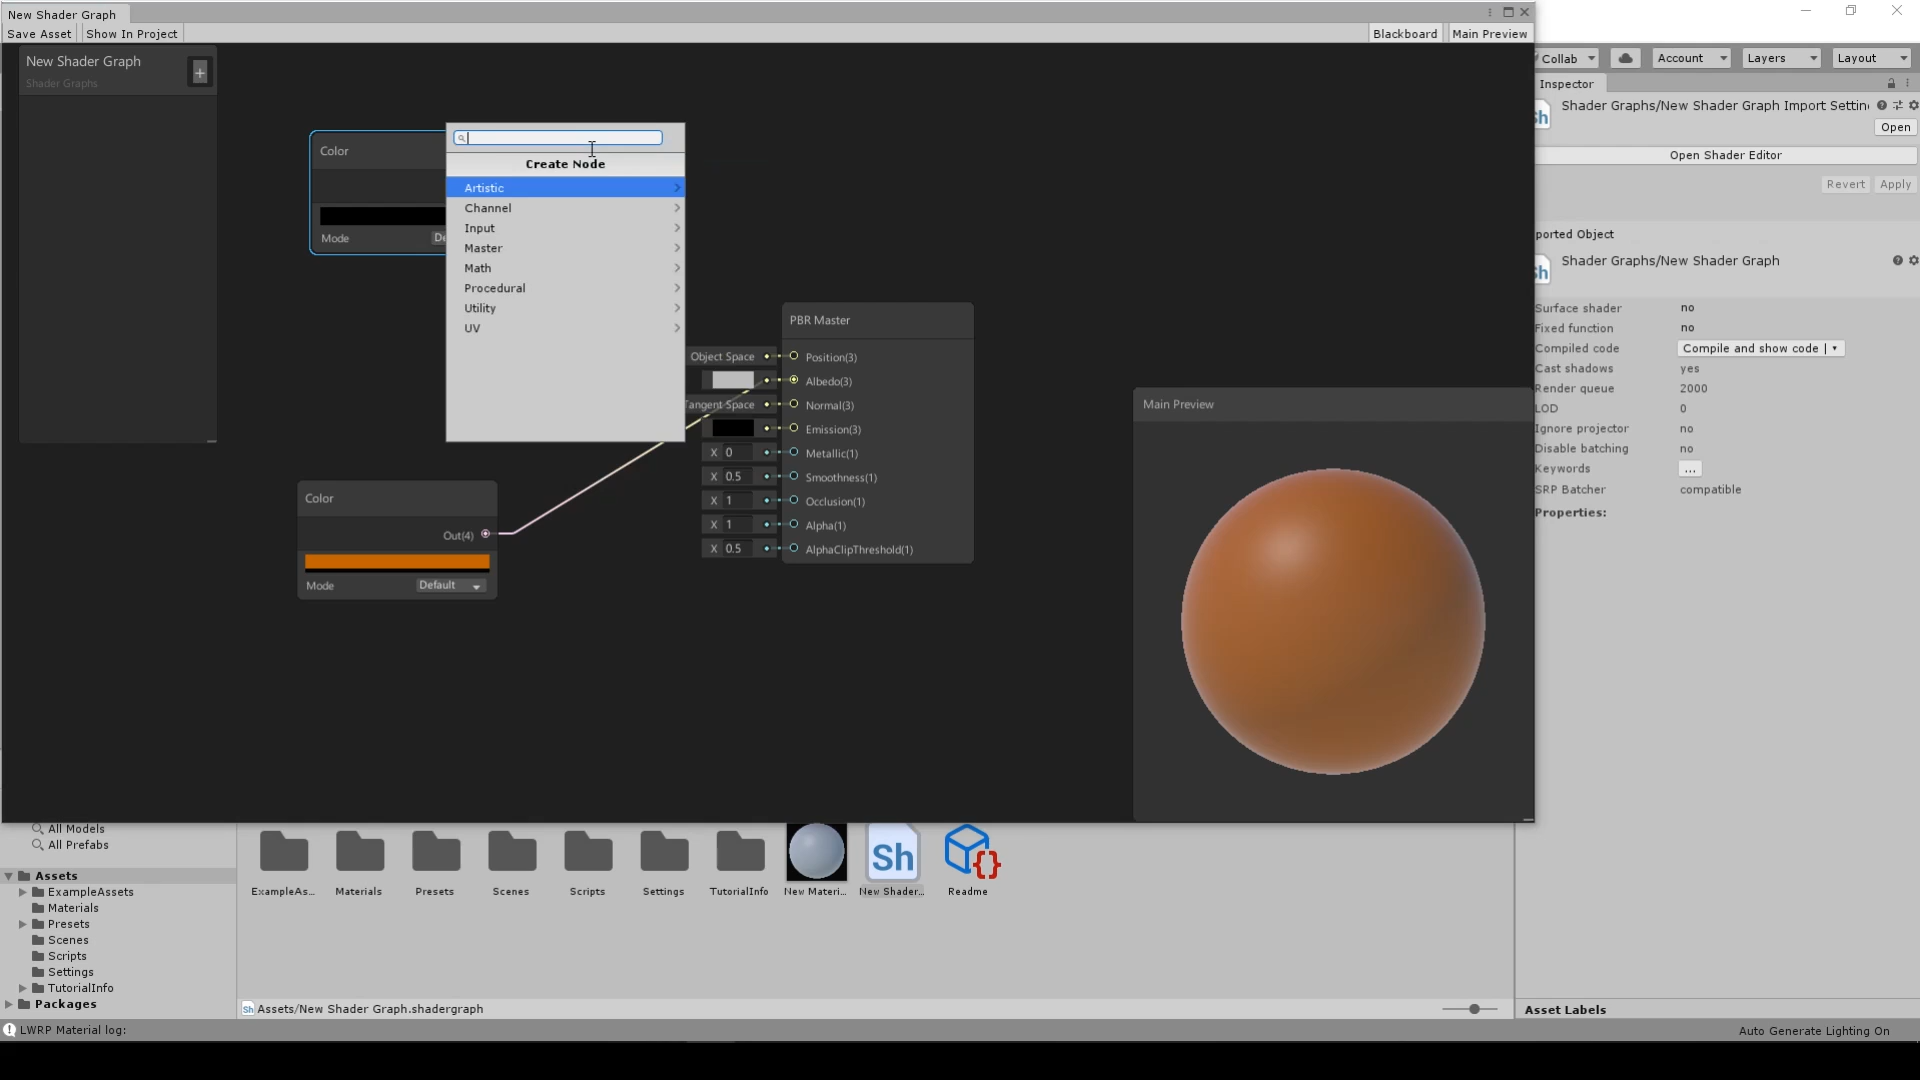 New Shader Graph
Save Asset
Show In Project
Blackboard
Main Preview
Collab
Account
Layers
Layout
New Shader Graph
Shader Graphs
Inspector
Shader Graphs/New Shader Graph Import Settin
Open
Open Shader Editor
Revert
Apply
ported Object
Shader Graphs/New Shader Graph
Surface shader no
Fixed function no
Compiled code Compile and show code
Cast shadows yes
Render queue 2000
LOD 0
Ignore projector no
Disable batching no
Keywords ...
SRP Batcher compatible
Properties:
Color
Mode
De
Create Node
Artistic
Channel
Input
Master
Math
Procedural
Utility
UV
PBR Master
Object Space Position(3)
Albedo(3)
Tangent Space Normal(3)
Emission(3)
X 0 Metallic(1)
X 0.5 Smoothness(1)
X 1 Occlusion(1)
X 1 Alpha(1)
X 0.5 AlphaClipThreshold(1)
Color
Out(4)
Mode Default
Main Preview
All Models
All Prefabs
Assets
ExampleAssets
Materials
Presets
Scenes
Scripts
Settings
TutorialInfo
Packages
ExampleAs...
Materials
Presets
Scenes
Scripts
Settings
TutorialInfo
New Materi...
Sh
New Shader...
Readme
Assets/New Shader Graph.shadergraph
Asset Labels
LWRP Material log:
Auto Generate Lighting On